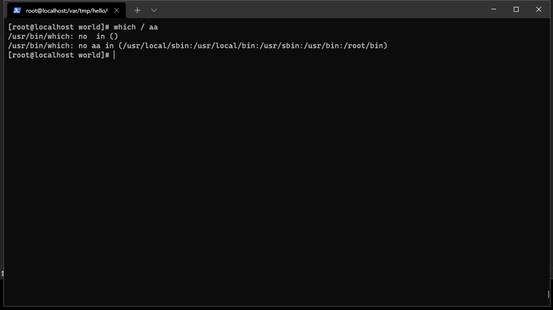 root@localhost:/var/tmp/hello/
[root@localhost world]# which / aa
/usr/bin/which: no  in ()
/usr/bin/which: no aa in (/usr/local/sbin:/usr/local/bin:/usr/sbin:/usr/bin:/root/bin)
[root@localhost world]#